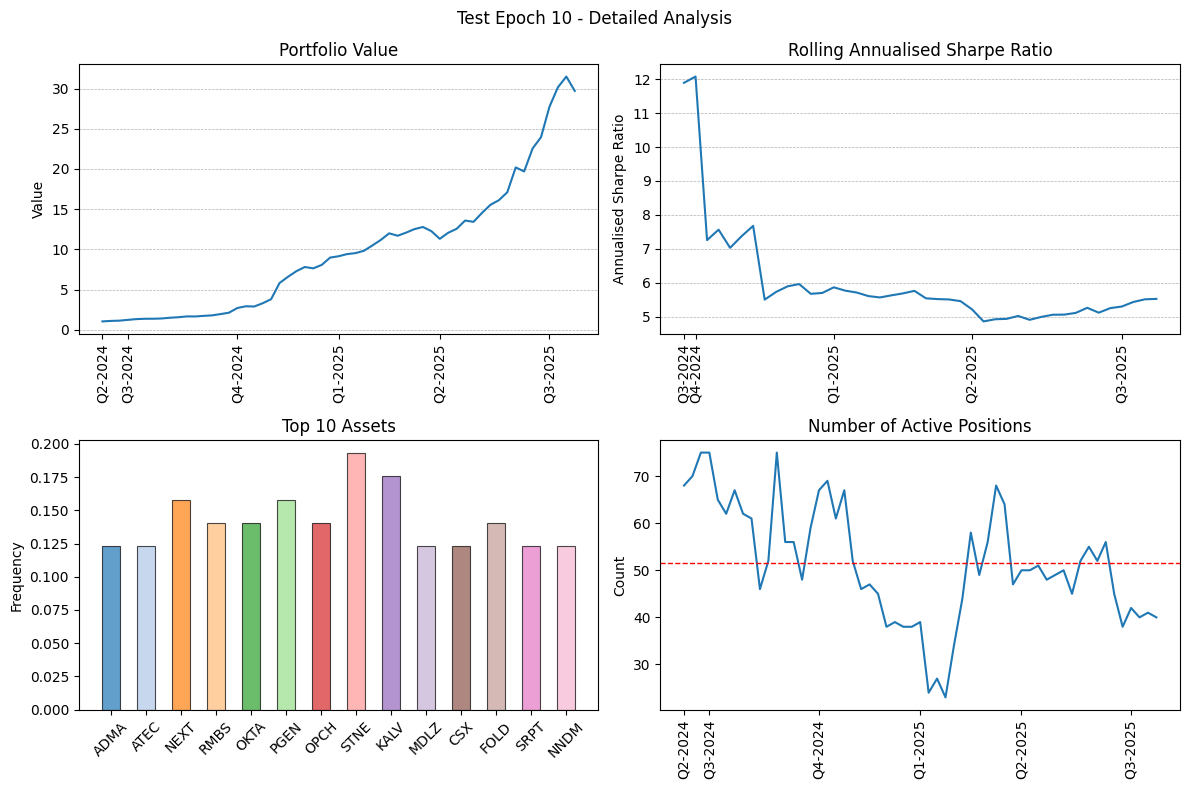 Test Epoch 10 - Detailed Analysis
Portfolio Value
Value
30
25
20
15
10
5
0
Q2-2024
Q3-2024
Q4-2024
Q1-2025
Q2-2025
Q3-2025
Rolling Annualised Sharpe Ratio
Annualised Sharpe Ratio
12
11
10
9
8
7
6
5
Q3-2024
Q4-2024
Q1-2025
Q2-2025
Q3-2025
Top 10 Assets
Frequency
0.200
0.175
0.150
0.125
0.100
0.075
0.050
0.025
0.000
ADMA
ATEC
NEXT
RMBS
OKTA
PGEN
OPCH
STNE
KALV
MDLZ
CSX
FOLD
SRPT
NNDM
Number of Active Positions
Count
70
60
50
40
30
Q2-2024
Q3-2024
Q4-2024
Q1-2025
Q2-2025
Q3-2025